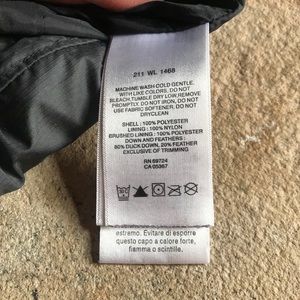 211 WL 1468
MACHINE WASH COLD GENTLE,
WITH LIKE COLORS, DO NOT
BLEACH,TUMBLE DRY LOW,REMOVE
PROMPTLY. DO NOT IRON, DO NOT
USE FABRIC SOFTENER, DO NOT
DRYCLEAN
SHELL : 100% POLYESTER
LINING : 100% NYLON
BRUSHED LINING : 100% POLYESTER
DOWN AND FEATHERS :
80% DUCK DOWN, 20% FEATHER
EXCLUSIVE OF TRIMMING
RN 69724
CA 05367
estremo. Evitare di esporre
questo capo a calore forte,
fiamma o scintille.